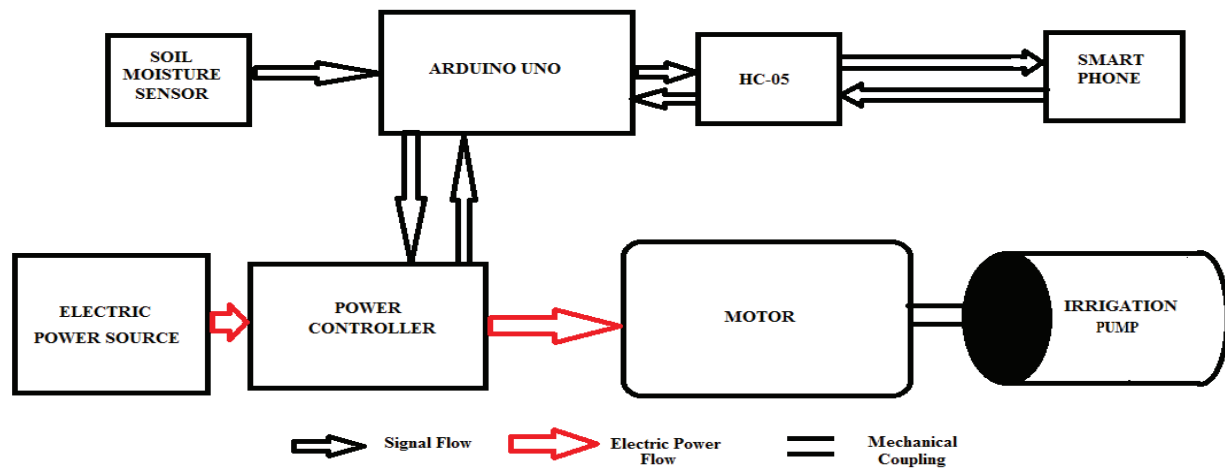 SOIL
MOISTURE
SENSOR
ARDUINO UNO
HC-05
SMART
PHONE
ELECTRIC
POWER SOURCE
POWER
CONTROLLER
MOTOR
IRRIGATION
PUMP
Signal Flow
Electric Power
Flow
Mechanical
Coupling